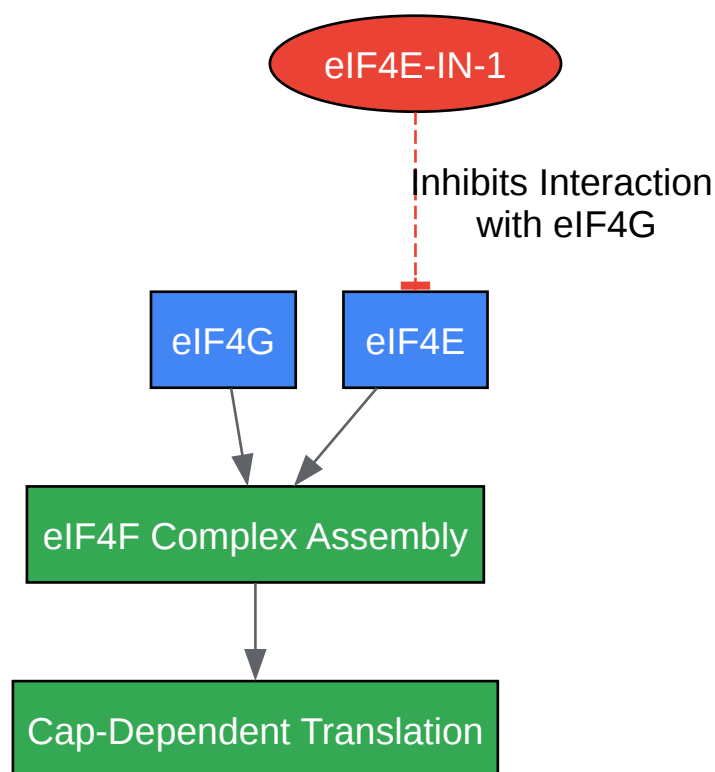 eIF4E-IN-1
Inhibits Interaction
with eIF4G
eIF4G
eIF4E
eIF4F Complex Assembly
Cap-Dependent Translation